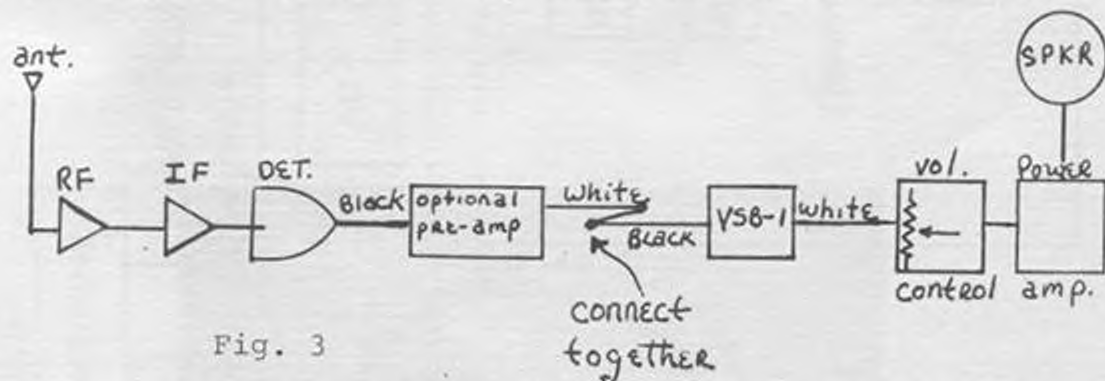 ant.
RF
IF
DET.
Black
optional
pre-amp
white
Black
connect
together
VSB-1
white
vol.
control
Power
amp.
SPKR
Fig. 3